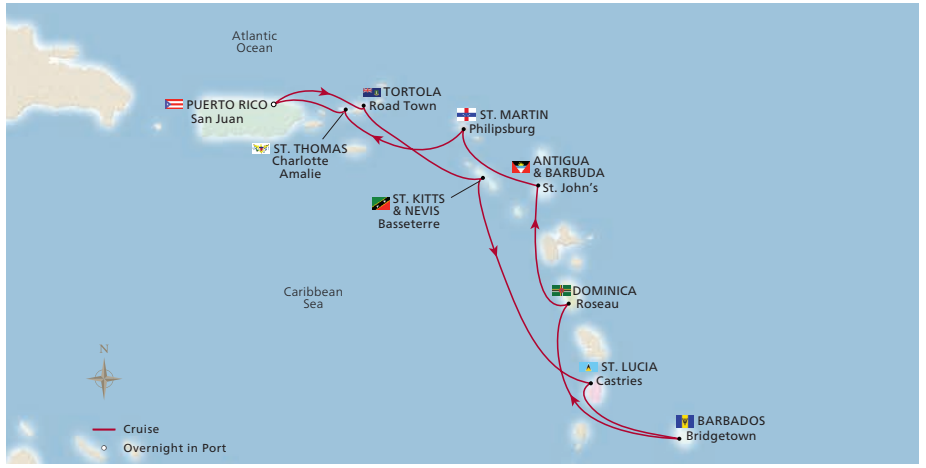 Atlantic
Ocean
PUERTO RICO
San Juan
TORTOLA
Road Town
ST. THOMAS
Charlotte
Amalie
ST. MARTIN
Philipsburg
ANTIGUA
& BARBUDA
St. John's
ST. KITTS
& NEVIS
Basseterre
Caribbean
Sea
DOMINICA
Roseau
ST. LUCIA
Castries
BARBADOS
Bridgetown
N
Cruise
Overnight in Port